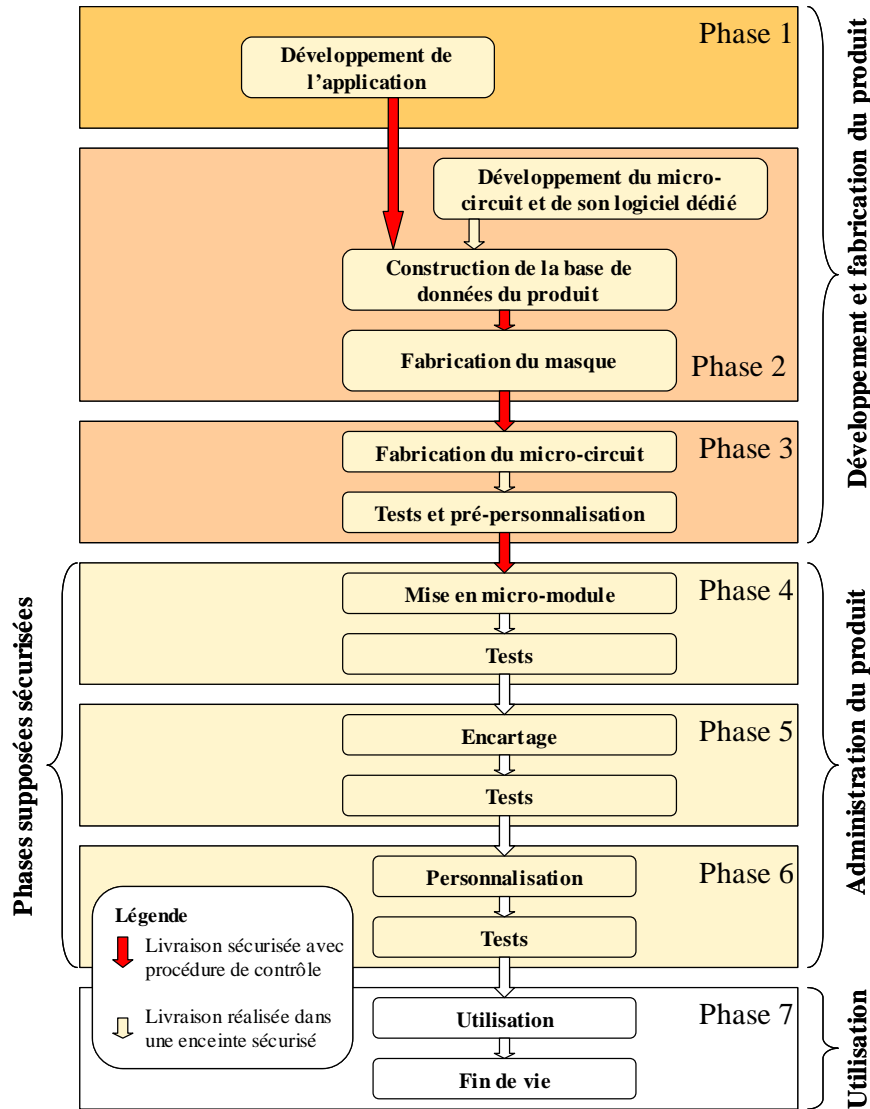 Phase 1
Développement de
l'application
Développement du micro-
circuit et de son logiciel dédié
Construction de la base de
données du produit
Fabrication du masque
Phase 2
Phase 3
Fabrication du micro-circuit
Tests et pré-personnalisation
Développement et fabrication du produit
Phase 4
Mise en micro-module
Tests
Phase 5
Encartage
Tests
Phase 6
Personnalisation
Tests
Phases supposées sécurisées
Administration du produit
Légende
Livraison sécurisée avec
procédure de contrôle
Livraison réalisée dans
une enceinte sécurisé
Phase 7
Utilisation
Fin de vie
Utilisation